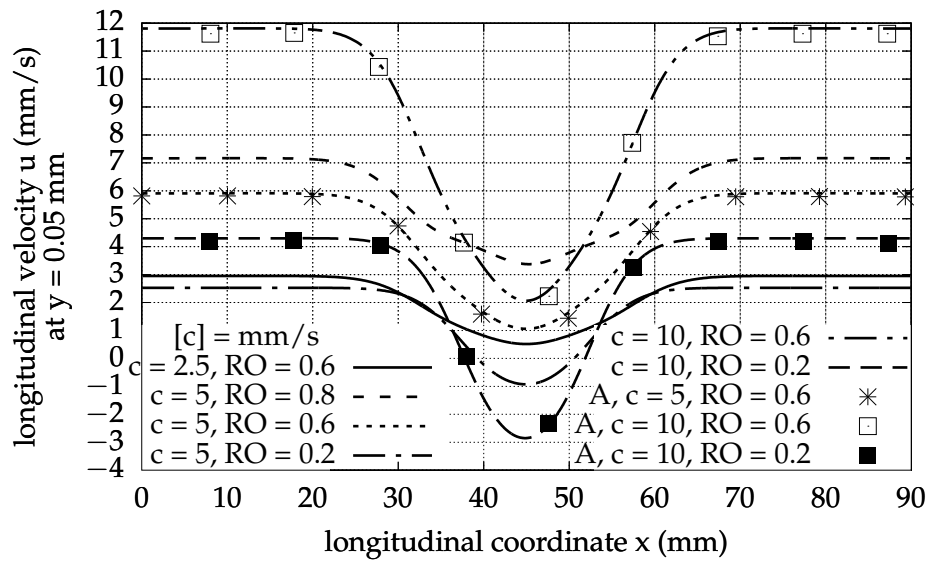 longitudinal velocity u (mm/s)
at y = 0.05 mm
12
11
10
9
8
7
6
5
4
3
2
1
0
−1
−2
−3
−4
[c] = mm/s
c = 2.5, RO = 0.6
c = 5, RO = 0.8
c = 5, RO = 0.6
c = 5, RO = 0.2
c = 10, RO = 0.6
c = 10, RO = 0.2
A, c = 5, RO = 0.6
A, c = 10, RO = 0.6
A, c = 10, RO = 0.2
0 10 20 30 40 50 60 70 80 90
longitudinal coordinate x (mm)